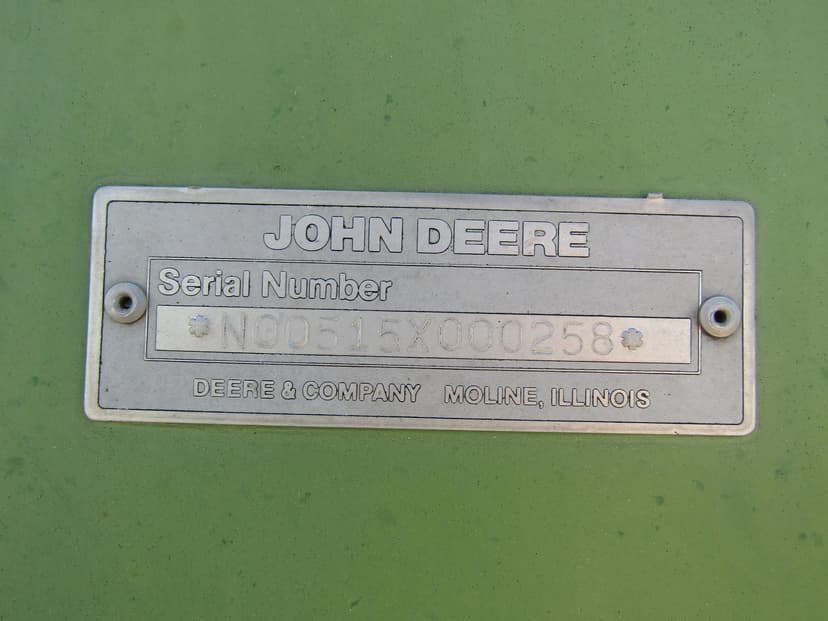 JOHN DEERE
Serial Number
*N00515X000258*
DEERE & COMPANY MOLINE, ILLINOIS